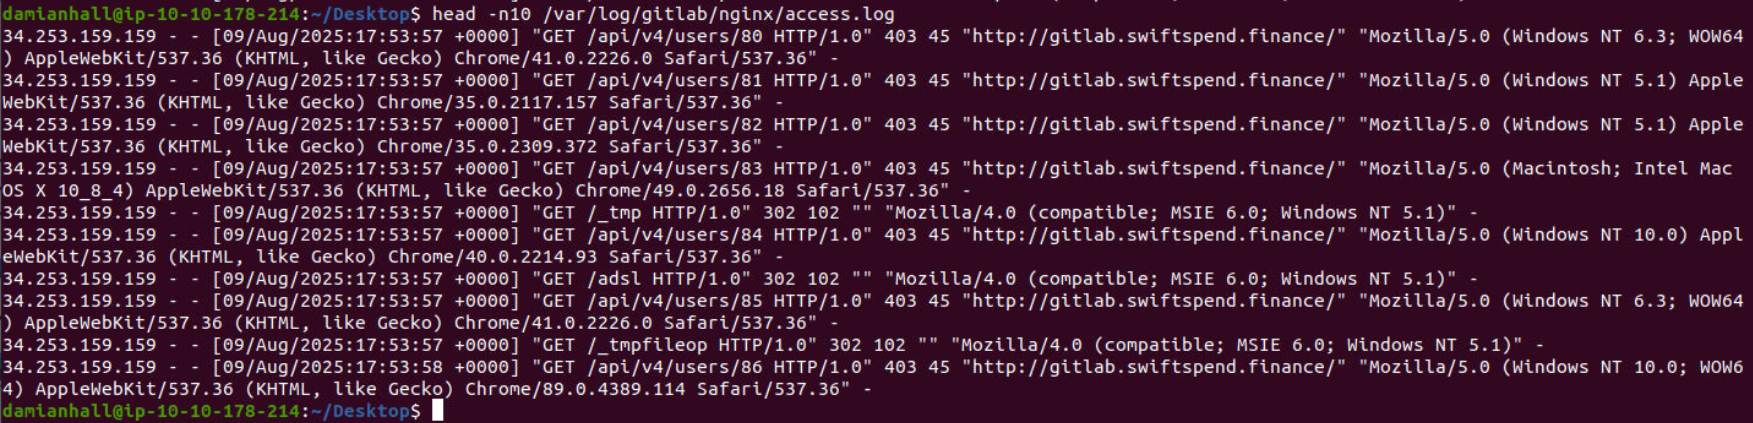 damianhall@ip-10-10-178-214:~/Desktop$ head -n10 /var/log/gitlab/nginx/access.log
34.253.159.159 - - [09/Aug/2025:17:53:57 +0000] "GET /api/v4/users/80 HTTP/1.0" 403 45 "http://gitlab.swiftspend.finance/" "Mozilla/5.0 (Windows NT 6.3; WOW64
) AppleWebKit/537.36 (KHTML, like Gecko) Chrome/41.0.2226.0 Safari/537.36" -
34.253.159.159 - - [09/Aug/2025:17:53:57 +0000] "GET /api/v4/users/81 HTTP/1.0" 403 45 "http://gitlab.swiftspend.finance/" "Mozilla/5.0 (Windows NT 5.1) Apple
WebKit/537.36 (KHTML, like Gecko) Chrome/35.0.2117.157 Safari/537.36" -
34.253.159.159 - - [09/Aug/2025:17:53:57 +0000] "GET /api/v4/users/82 HTTP/1.0" 403 45 "http://gitlab.swiftspend.finance/" "Mozilla/5.0 (Windows NT 5.1) Apple
WebKit/537.36 (KHTML, like Gecko) Chrome/35.0.2309.372 Safari/537.36" -
34.253.159.159 - - [09/Aug/2025:17:53:57 +0000] "GET /api/v4/users/83 HTTP/1.0" 403 45 "http://gitlab.swiftspend.finance/" "Mozilla/5.0 (Macintosh; Intel Mac
OS X 10_8_4) AppleWebKit/537.36 (KHTML, like Gecko) Chrome/49.0.2656.18 Safari/537.36" -
34.253.159.159 - - [09/Aug/2025:17:53:57 +0000] "GET /_tmp HTTP/1.0" 302 102 "" "Mozilla/4.0 (compatible; MSIE 6.0; Windows NT 5.1)" -
34.253.159.159 - - [09/Aug/2025:17:53:57 +0000] "GET /api/v4/users/84 HTTP/1.0" 403 45 "http://gitlab.swiftspend.finance/" "Mozilla/5.0 (Windows NT 10.0) Appl
eWebKit/537.36 (KHTML, like Gecko) Chrome/40.0.2214.93 Safari/537.36" -
34.253.159.159 - - [09/Aug/2025:17:53:57 +0000] "GET /adsl HTTP/1.0" 302 102 "" "Mozilla/4.0 (compatible; MSIE 6.0; Windows NT 5.1)" -
34.253.159.159 - - [09/Aug/2025:17:53:57 +0000] "GET /api/v4/users/85 HTTP/1.0" 403 45 "http://gitlab.swiftspend.finance/" "Mozilla/5.0 (Windows NT 6.3; WOW64
) AppleWebKit/537.36 (KHTML, like Gecko) Chrome/41.0.2226.0 Safari/537.36" -
34.253.159.159 - - [09/Aug/2025:17:53:57 +0000] "GET /_tmpfileop HTTP/1.0" 302 102 "" "Mozilla/4.0 (compatible; MSIE 6.0; Windows NT 5.1)" -
34.253.159.159 - - [09/Aug/2025:17:53:58 +0000] "GET /api/v4/users/86 HTTP/1.0" 403 45 "http://gitlab.swiftspend.finance/" "Mozilla/5.0 (Windows NT 10.0; WOW6
4) AppleWebKit/537.36 (KHTML, like Gecko) Chrome/89.0.4389.114 Safari/537.36" -
damianhall@ip-10-10-178-214:~/Desktop$